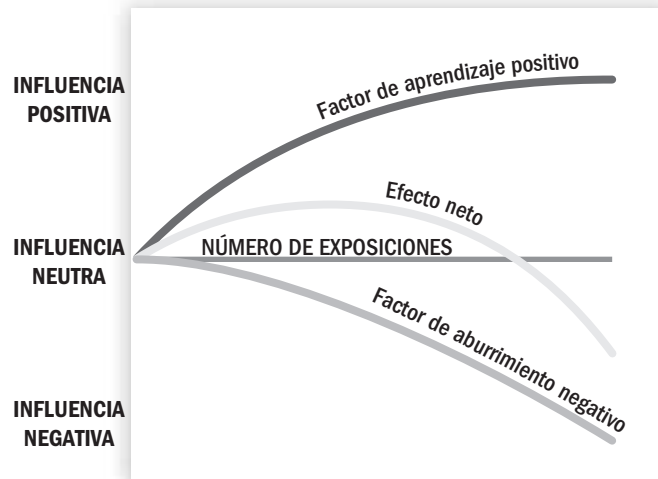 INFLUENCIA
POSITIVA
Factor de aprendizaje positivo
Efecto neto
INFLUENCIA
NEUTRA
NÚMERO DE EXPOSICIONES
Factor de aburrimiento negativo
INFLUENCIA
NEGATIVA